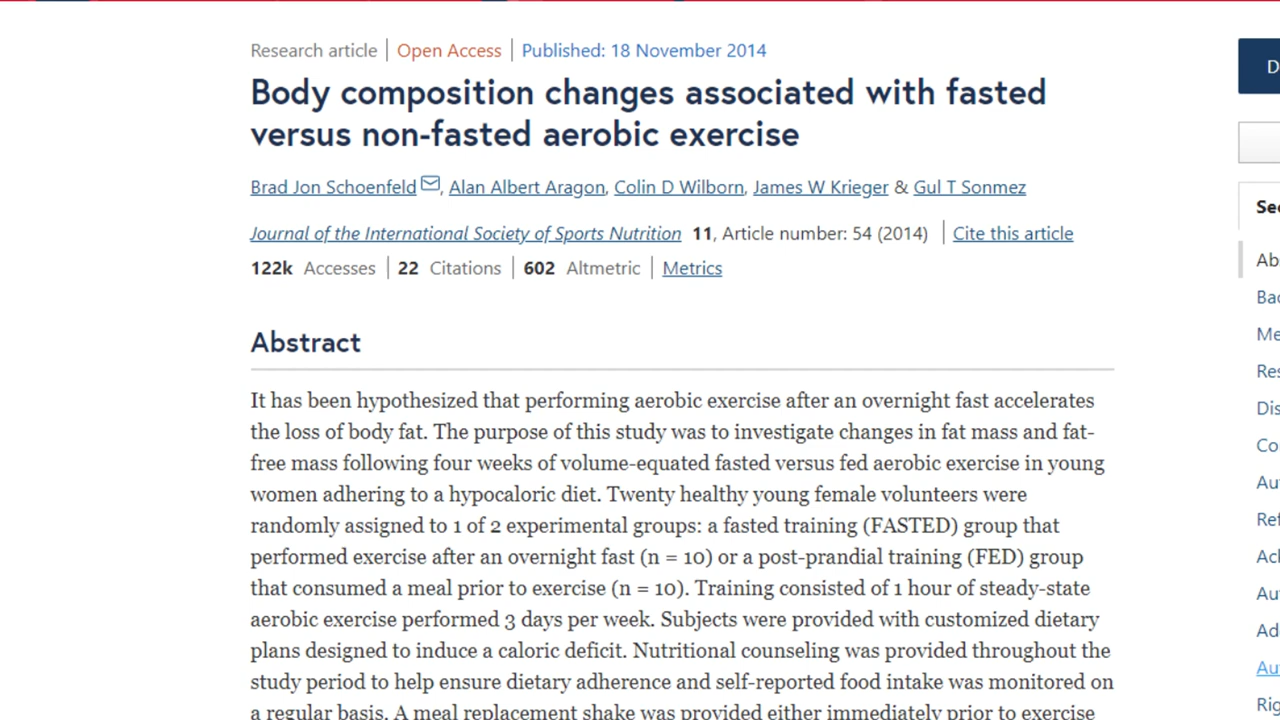 Research article | Open Access | Published: 18 November 2014
Body composition changes associated with fasted
versus non-fasted aerobic exercise
Brad Jon Schoenfeld, Alan Albert Aragon, Colin D Wilborn, James W Krieger & Gul T Sonmez
Journal of the International Society of Sports Nutrition 11, Article number: 54 (2014) | Cite this article
122k Accesses | 22 Citations | 602 Altmetric | Metrics
Abstract
It has been hypothesized that performing aerobic exercise after an overnight fast accelerates
the loss of body fat. The purpose of this study was to investigate changes in fat mass and fat-
free mass following four weeks of volume-equated fasted versus fed aerobic exercise in young
women adhering to a hypocaloric diet. Twenty healthy young female volunteers were
randomly assigned to 1 of 2 experimental groups: a fasted training (FASTED) group that
performed exercise after an overnight fast (n = 10) or a post-prandial training (FED) group
that consumed a meal prior to exercise (n = 10). Training consisted of 1 hour of steady-state
aerobic exercise performed 3 days per week. Subjects were provided with customized dietary
plans designed to induce a caloric deficit. Nutritional counseling was provided throughout the
study period to help ensure dietary adherence and self-reported food intake was monitored on
a regular basis. A meal replacement shake was provided either immediately prior to exercise